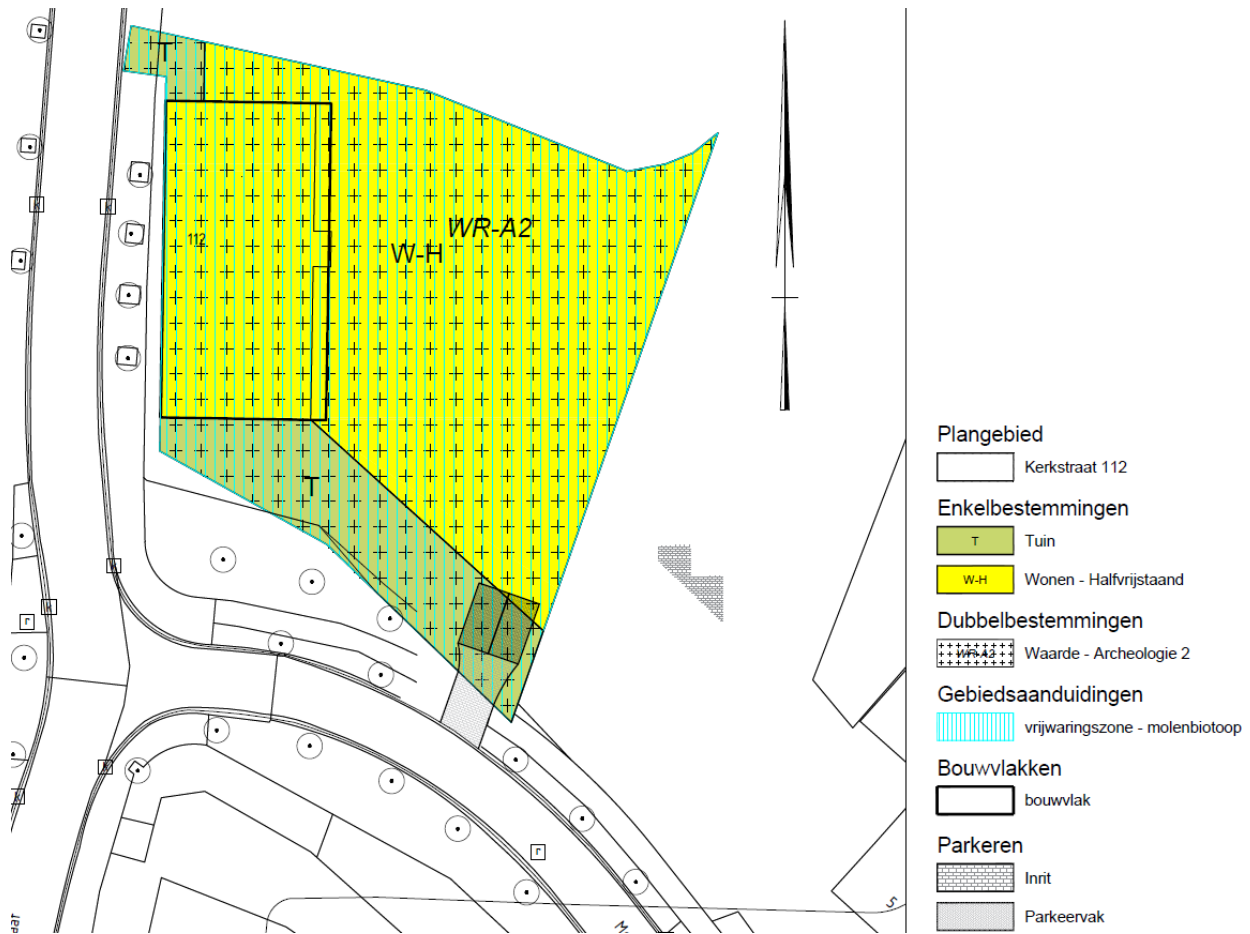 T
K
K
112
WR-A2
W-H
T
K
K
K
K
5
Plangebied
Kerkstraat 112
Enkelbestemmingen
T Tuin
W-H Wonen - Halfvrijstaand
Dubbelbestemmingen
WR-A2 Waarde - Archeologie 2
Gebiedsaanduidingen
vrijwaringszone - molenbiotoop
Bouwvlakken
bouwvlak
Parkeren
Inrit
Parkeervak